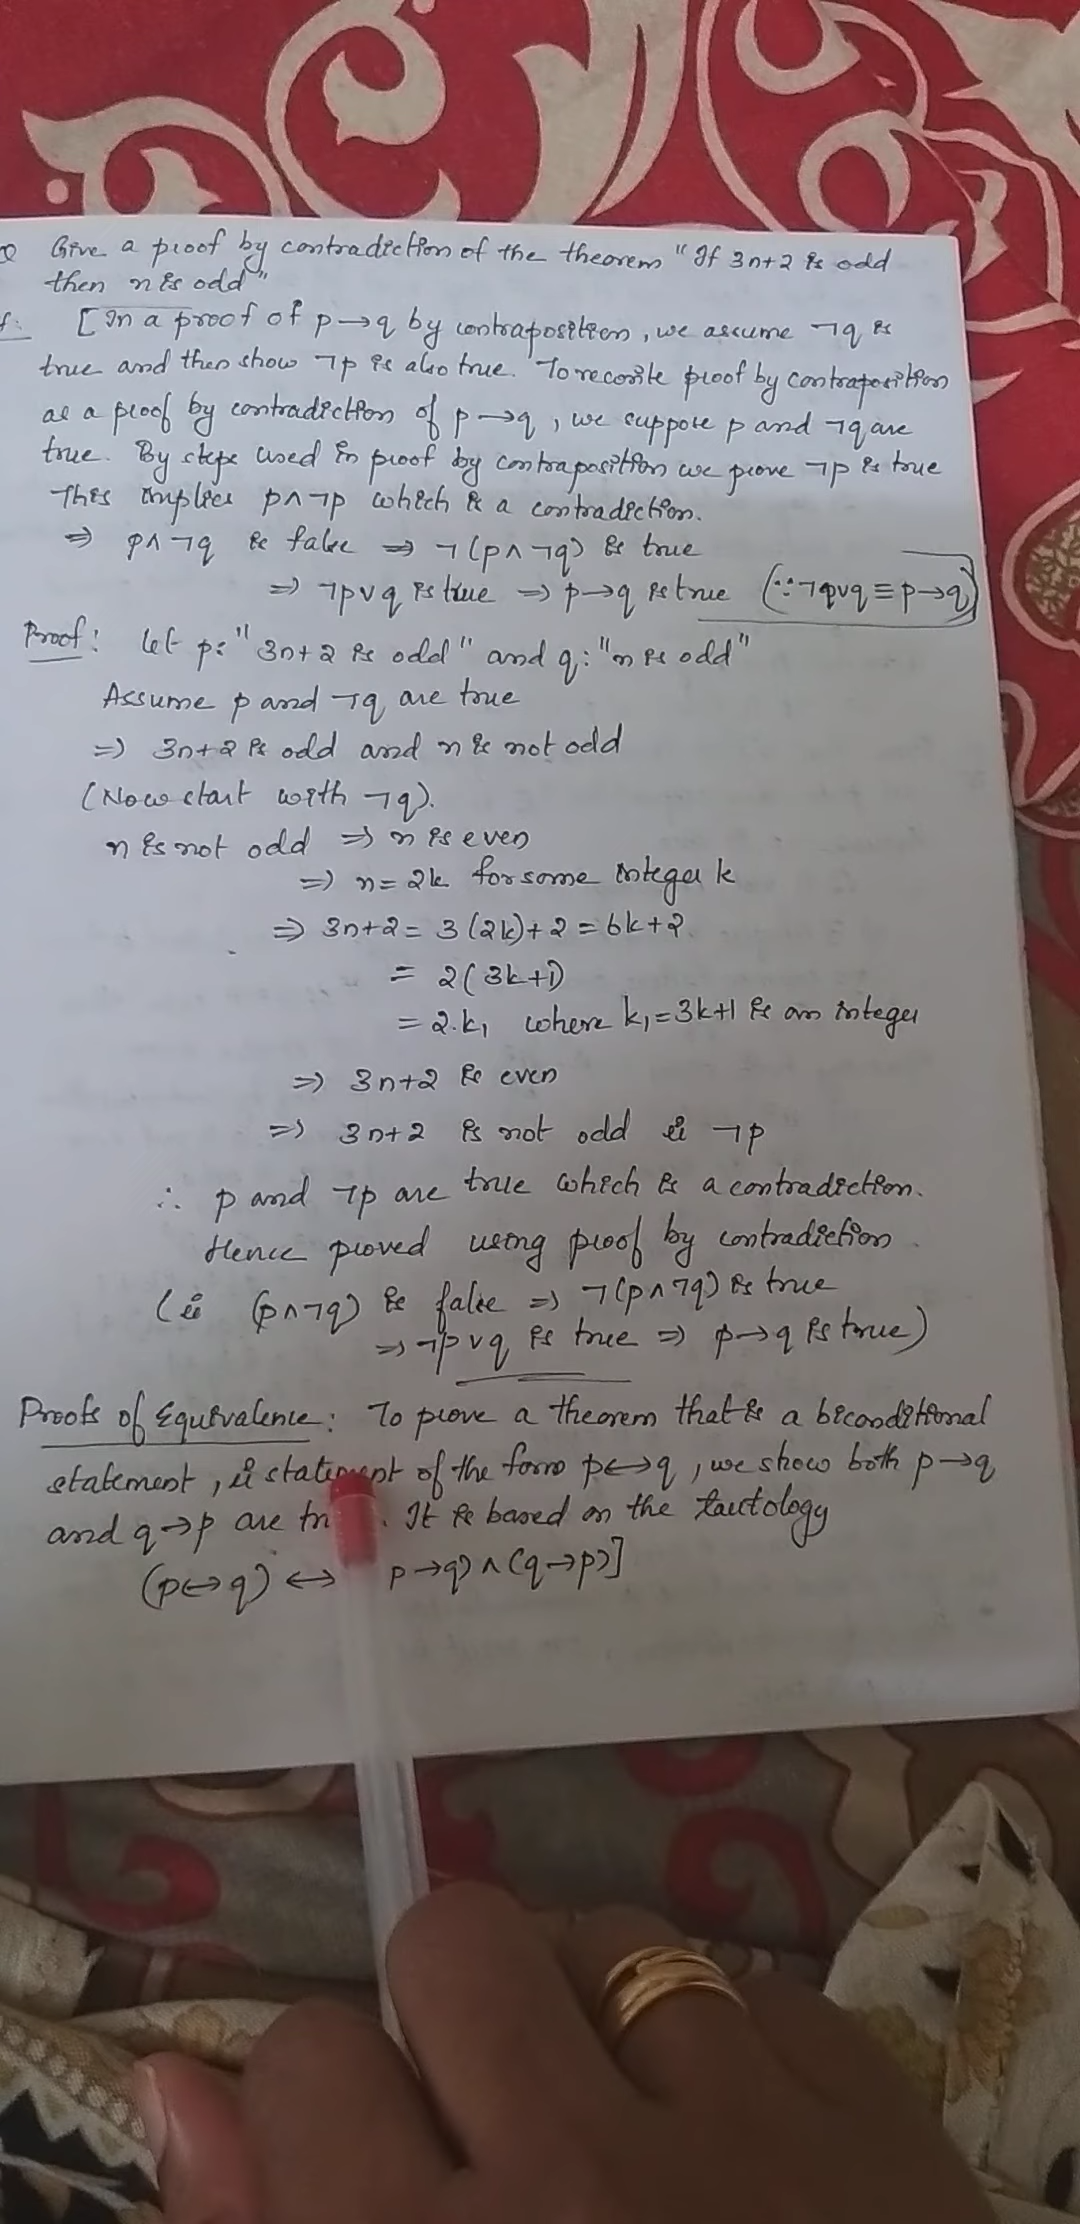 Q Give a proof by contradiction of the theorem "If 3n+2 is odd
then n is odd"
[In a proof of p→q by contraposition, we assume ¬q is
true and then show ¬p is also true. To rewrite proof by contraposition
as a proof by contradiction of p→q, we suppose p and ¬q are
true. By steps used in proof by contraposition we prove ¬p is true
This implies p∧¬p which is a contradiction.
⇒ p∧¬q is false ⇒ ¬(p∧¬q) is true
⇒ ¬p∨q is true ⇒ p→q is true (∵ ¬p∨q ≡ p→q)
Proof: let p: "3n+2 is odd" and q: "n is odd"
Assume p and ¬q are true
⇒ 3n+2 is odd and n is not odd
(Now start with ¬q).
n is not odd ⇒ n is even
⇒ n=2k for some integer k
⇒ 3n+2 = 3(2k)+2 = 6k+2
= 2(3k+1)
= 2.k₁ where k₁=3k+1 is an integer
⇒ 3n+2 is even
⇒ 3n+2 is not odd ie ¬p
∴ p and ¬p are true which is a contradiction.
Hence proved using proof by contradiction.
(ie (p∧¬q) is false ⇒ ¬(p∧¬q) is true
⇒ ¬p∨q is true ⇒ p→q is true)
Proofs of Equivalence: To prove a theorem that is a biconditional
statement, ie statement of the form p↔q, we show both p→q
and q→p are . It is based on the tautology
(p↔q) ↔ p→q)∧(q→p)]